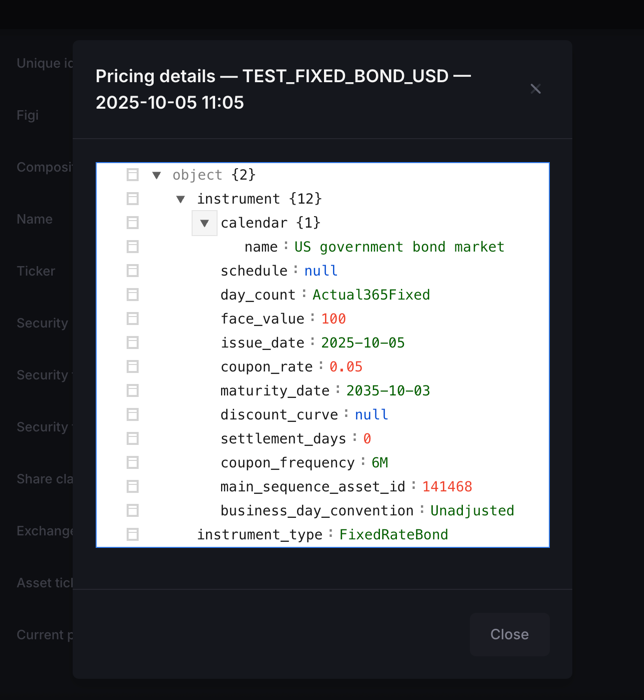 Pricing details — TEST_FIXED_BOND_USD —
2025-10-05 11:05
Unique id
Figi
Composi
Name
Ticker
Security
Security
Security
Share cla
Exchange
Asset tick
Current p
object {2}
instrument {12}
calendar {1}
name : US government bond market
schedule : null
day_count : Actual365Fixed
face_value : 100
issue_date : 2025-10-05
coupon_rate : 0.05
maturity_date : 2035-10-03
discount_curve : null
settlement_days : 0
coupon_frequency : 6M
main_sequence_asset_id : 141468
business_day_convention : Unadjusted
instrument_type : FixedRateBond
Close